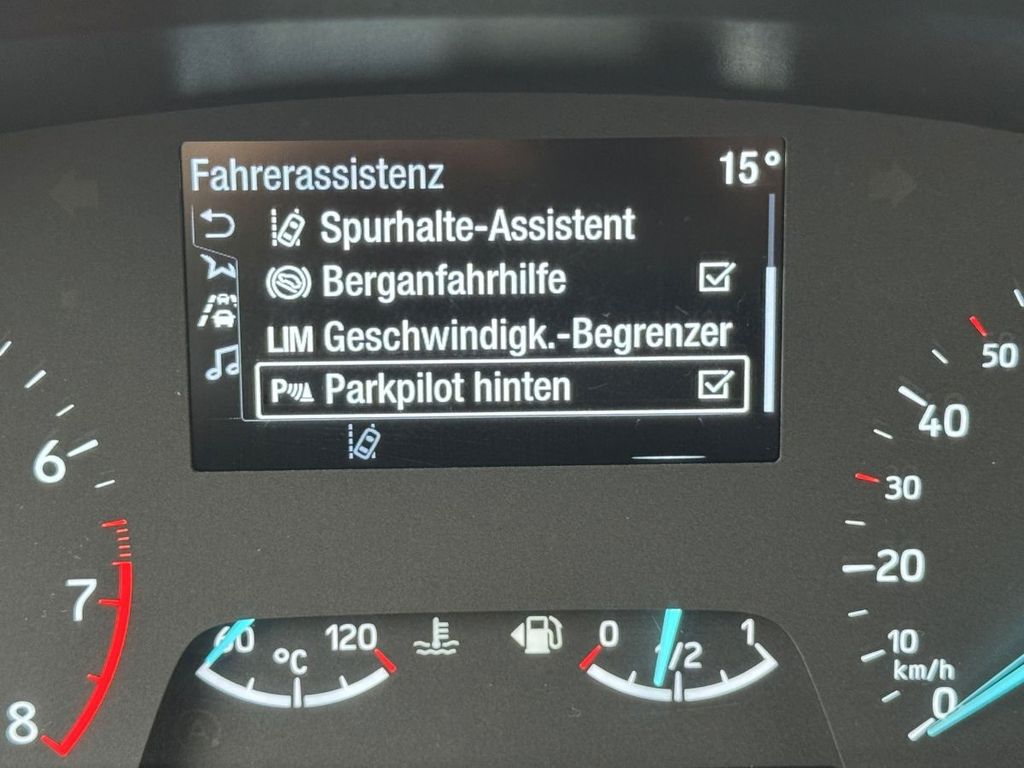 Fahrerassistenz 15°
Spurhalte-Assistent
Berganfahrhilfe
LIM Geschwindigk.-Begrenzer
P Parkpilot hinten
6
7
8
60 °C 120
0 1/2 1
50
40
30
20
10
km/h
0